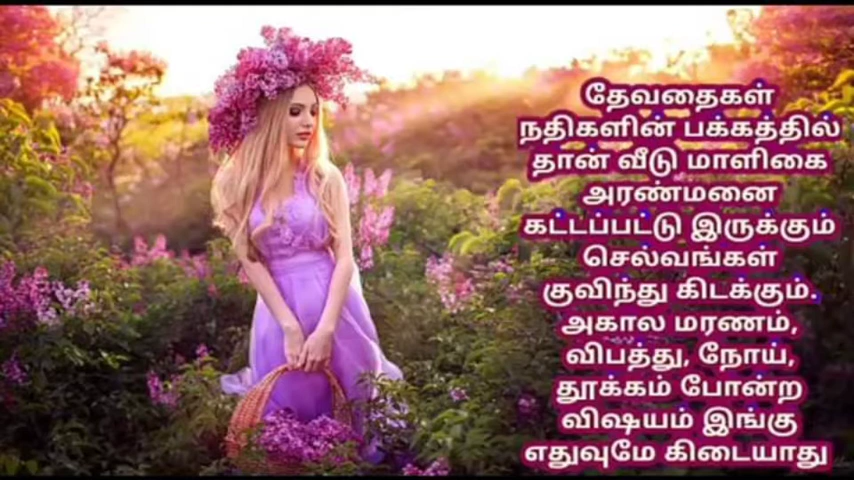 தேவதைகள்
நதிகளின் பக்கத்தில்
தான் வீடு மாளிகை
அரண்மனை
கட்டப்பட்டு இருக்கும்
செல்வங்கள்
குவிந்து கிடக்கும்.
அகால மரணம்,
விபத்து, நோய்,
தூக்கம் போன்ற
விஷயம் இங்கு
எதுவுமே கிடையாது